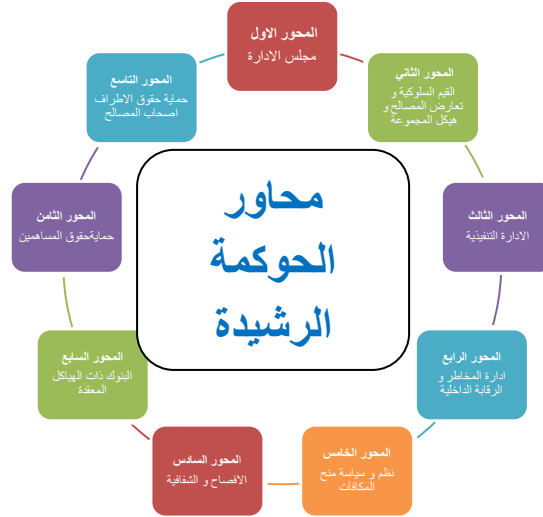 محاور
الحوكمة
الرشيدة
المحور الاول
مجلس الادارة
المحور الثاني
القيم السلوكية و
تعارض المصالح و
هيكل المجموعة
المحور الثالث
الادارة التنفيذية
المحور الرابع
ادارة المخاطر و
الرقابة الداخلية
المحور الخامس
نظم و سياسة منح
المكافات
المحور السادس
الافصاح و الشفافية
المحور السابع
البنوك ذات الهياكل
المعقدة
المحور الثامن
حمايةحقوق المساهمين
المحور التاسع
حماية حقوق الاطراف
اصحاب المصالح